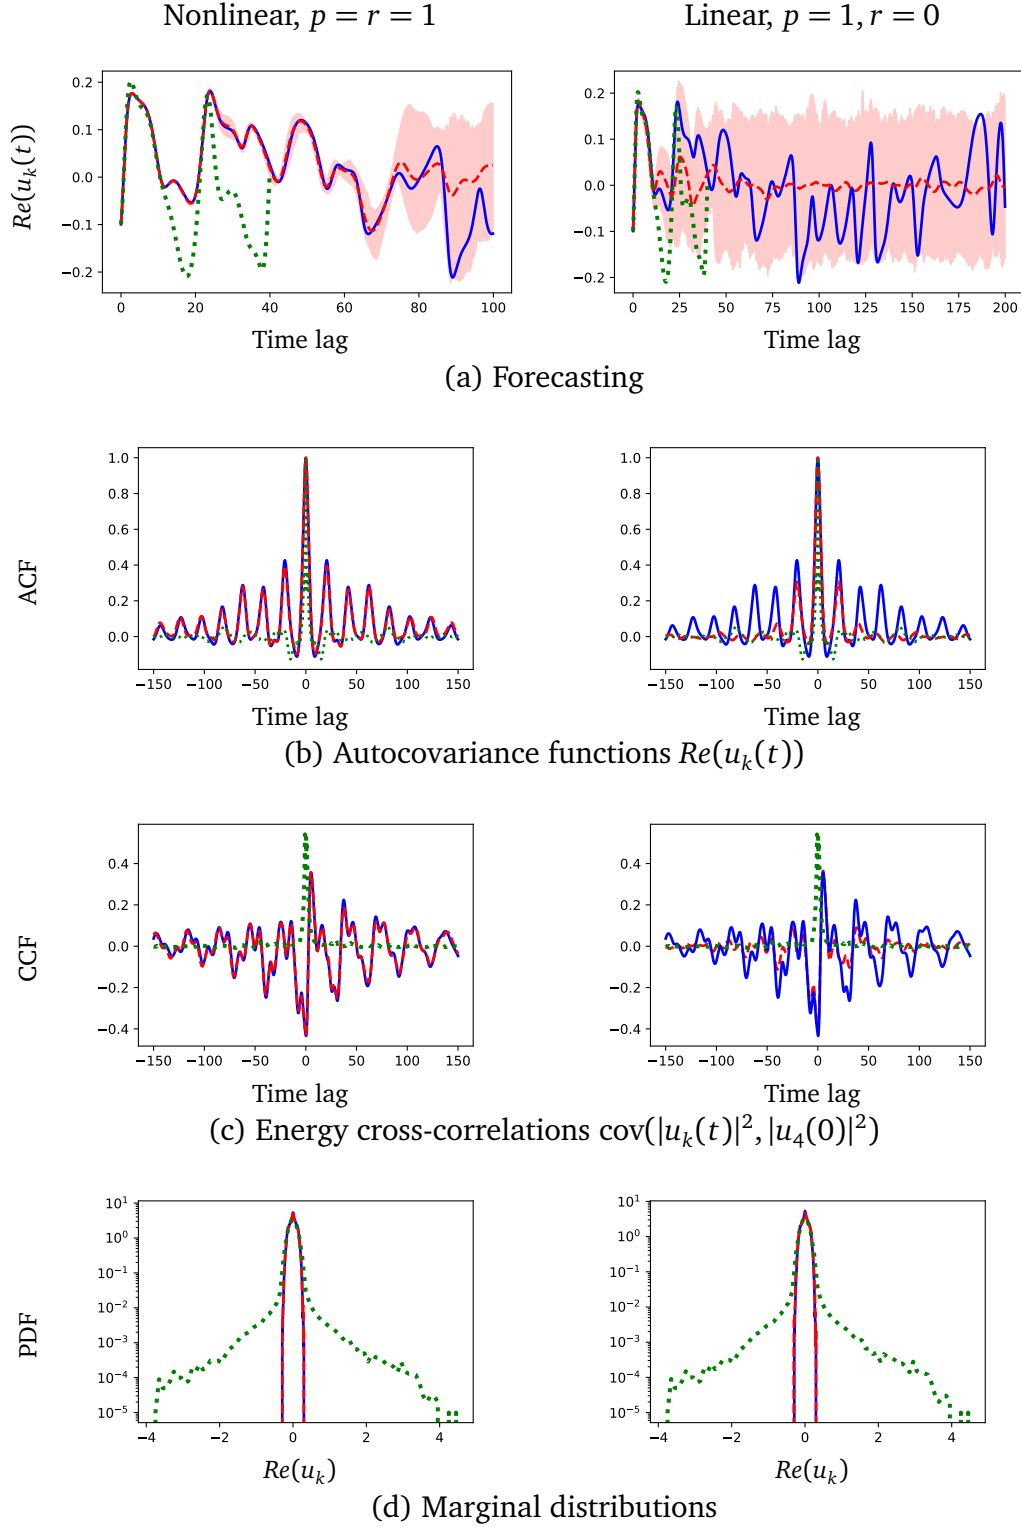 Nonlinear, p = r = 1
Linear, p = 1, r = 0
Re(u_k(t))
0.2
0.1
0.0
−0.1
−0.2
0 20 40 60 80 100
Time lag
0.2
0.1
0.0
−0.1
−0.2
0 25 50 75 100 125 150 175 200
Time lag
(a) Forecasting
ACF
1.0
0.8
0.6
0.4
0.2
0.0
−150 −100 −50 0 50 100 150
Time lag
1.0
0.8
0.6
0.4
0.2
0.0
−150 −100 −50 0 50 100 150
Time lag
(b) Autocovariance functions Re(u_k(t))
CCF
0.4
0.2
0.0
−0.2
−0.4
−150 −100 −50 0 50 100 150
Time lag
0.4
0.2
0.0
−0.2
−0.4
−150 −100 −50 0 50 100 150
Time lag
(c) Energy cross-correlations cov(|u_k(t)|², |u_4(0)|²)
PDF
10¹
10⁰
10⁻¹
10⁻²
10⁻³
10⁻⁴
10⁻⁵
−4 −2 0 2 4
Re(u_k)
10¹
10⁰
10⁻¹
10⁻²
10⁻³
10⁻⁴
10⁻⁵
−4 −2 0 2 4
Re(u_k)
(d) Marginal distributions